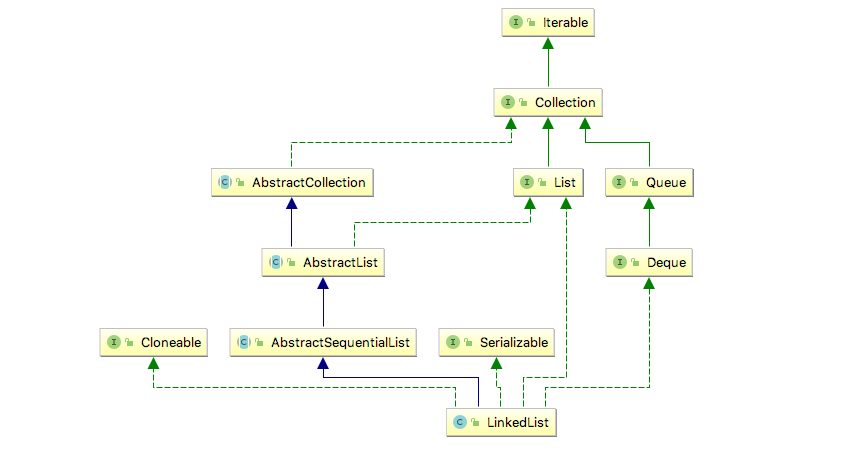 I Iterable
I Collection
C AbstractCollection
I List
I Queue
C AbstractList
I Deque
I Cloneable
C AbstractSequentialList
I Serializable
C LinkedList